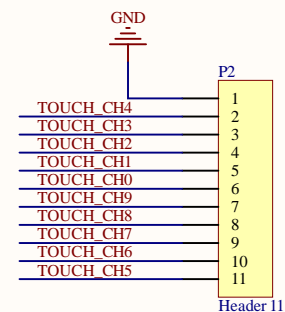 GND
P2
1
TOUCH_CH4 2
TOUCH_CH3 3
TOUCH_CH2 4
TOUCH_CH1 5
TOUCH_CH0 6
TOUCH_CH9 7
TOUCH_CH8 8
TOUCH_CH7 9
TOUCH_CH6 10
TOUCH_CH5 11
Header 11